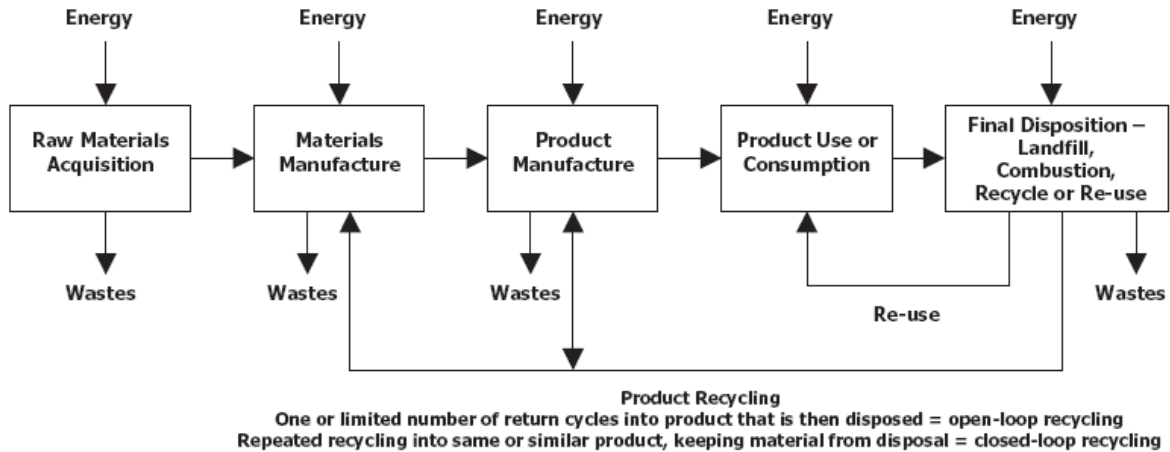 Energy
Energy
Energy
Energy
Energy
Raw Materials
Acquisition
Materials
Manufacture
Product
Manufacture
Product Use or
Consumption
Final Disposition –
Landfill,
Combustion,
Recycle or Re-use
Wastes
Wastes
Wastes
Wastes
Re-use
Product Recycling
One or limited number of return cycles into product that is then disposed = open-loop recycling
Repeated recycling into same or similar product, keeping material from disposal = closed-loop recycling